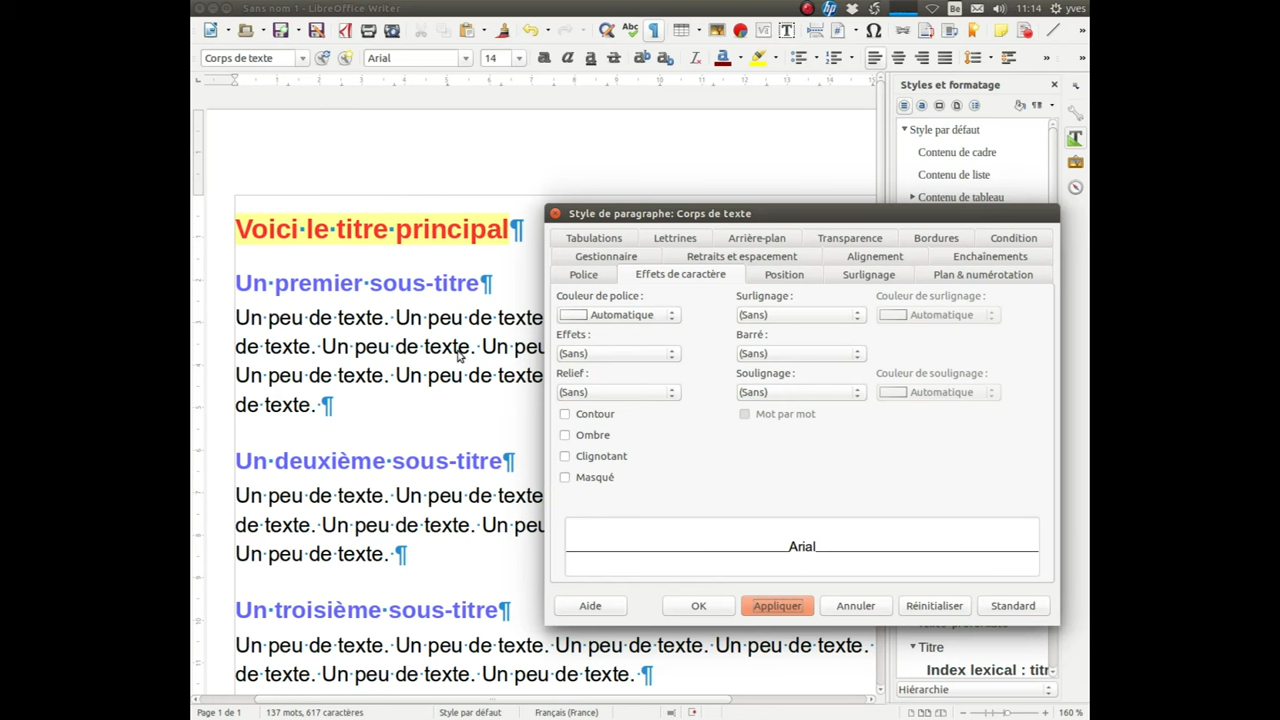 Sans nom 1 - LibreOffice Writer
Be 11:14 yves
Corps de texte Arial 14
Styles et formatage
Style par défaut
Contenu de cadre
Contenu de liste
Contenu de tableau
Voici·le·titre·principal¶
Un·premier·sous-titre¶
Un·peu·de·texte.·Un·peu·de·texte
de·texte.·Un·peu·de·texte.·Un·peu
Un·peu·de·texte.·Un·peu·de·texte
de·texte.·¶
Un·deuxième·sous-titre¶
Un·peu·de·texte.·Un·peu·de·texte
de·texte.·Un·peu·de·texte.·Un·peu
Un·peu·de·texte.·¶
Un·troisième·sous-titre¶
Un·peu·de·texte.·Un·peu·de·texte.·Un·peu·de·texte.·Un·peu·de·texte.·
de·texte.·Un·peu·de·texte.·Un·peu·de·texte.·¶
Style de paragraphe: Corps de texte
Tabulations Lettrines Arrière-plan Transparence Bordures Condition
Gestionnaire Retraits et espacement Alignement Enchaînements
Police Effets de caractère Position Surlignage Plan & numérotation
Couleur de police : Surlignage : Couleur de surlignage :
Automatique (Sans) Automatique
Effets : Barré :
(Sans) (Sans)
Relief : Soulignage : Couleur de soulignage :
(Sans) (Sans) Automatique
Contour Mot par mot
Ombre
Clignotant
Masqué
Arial
Aide OK Appliquer Annuler Réinitialiser Standard
Titre
Index lexical : titr
Hiérarchie
Page 1 de 1 137 mots, 617 caractères Style par défaut Français (France) 160 %